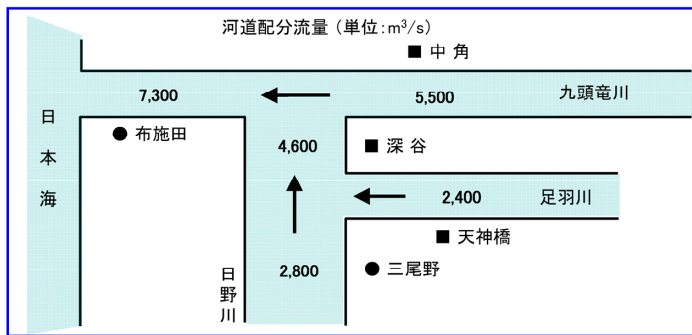 河道配分流量（単位:m³/s）
■ 中 角
7,300
5,500
九頭竜川
日本海
● 布施田
4,600
■ 深 谷
2,400
足羽川
■ 天神橋
日野川
2,800
● 三尾野